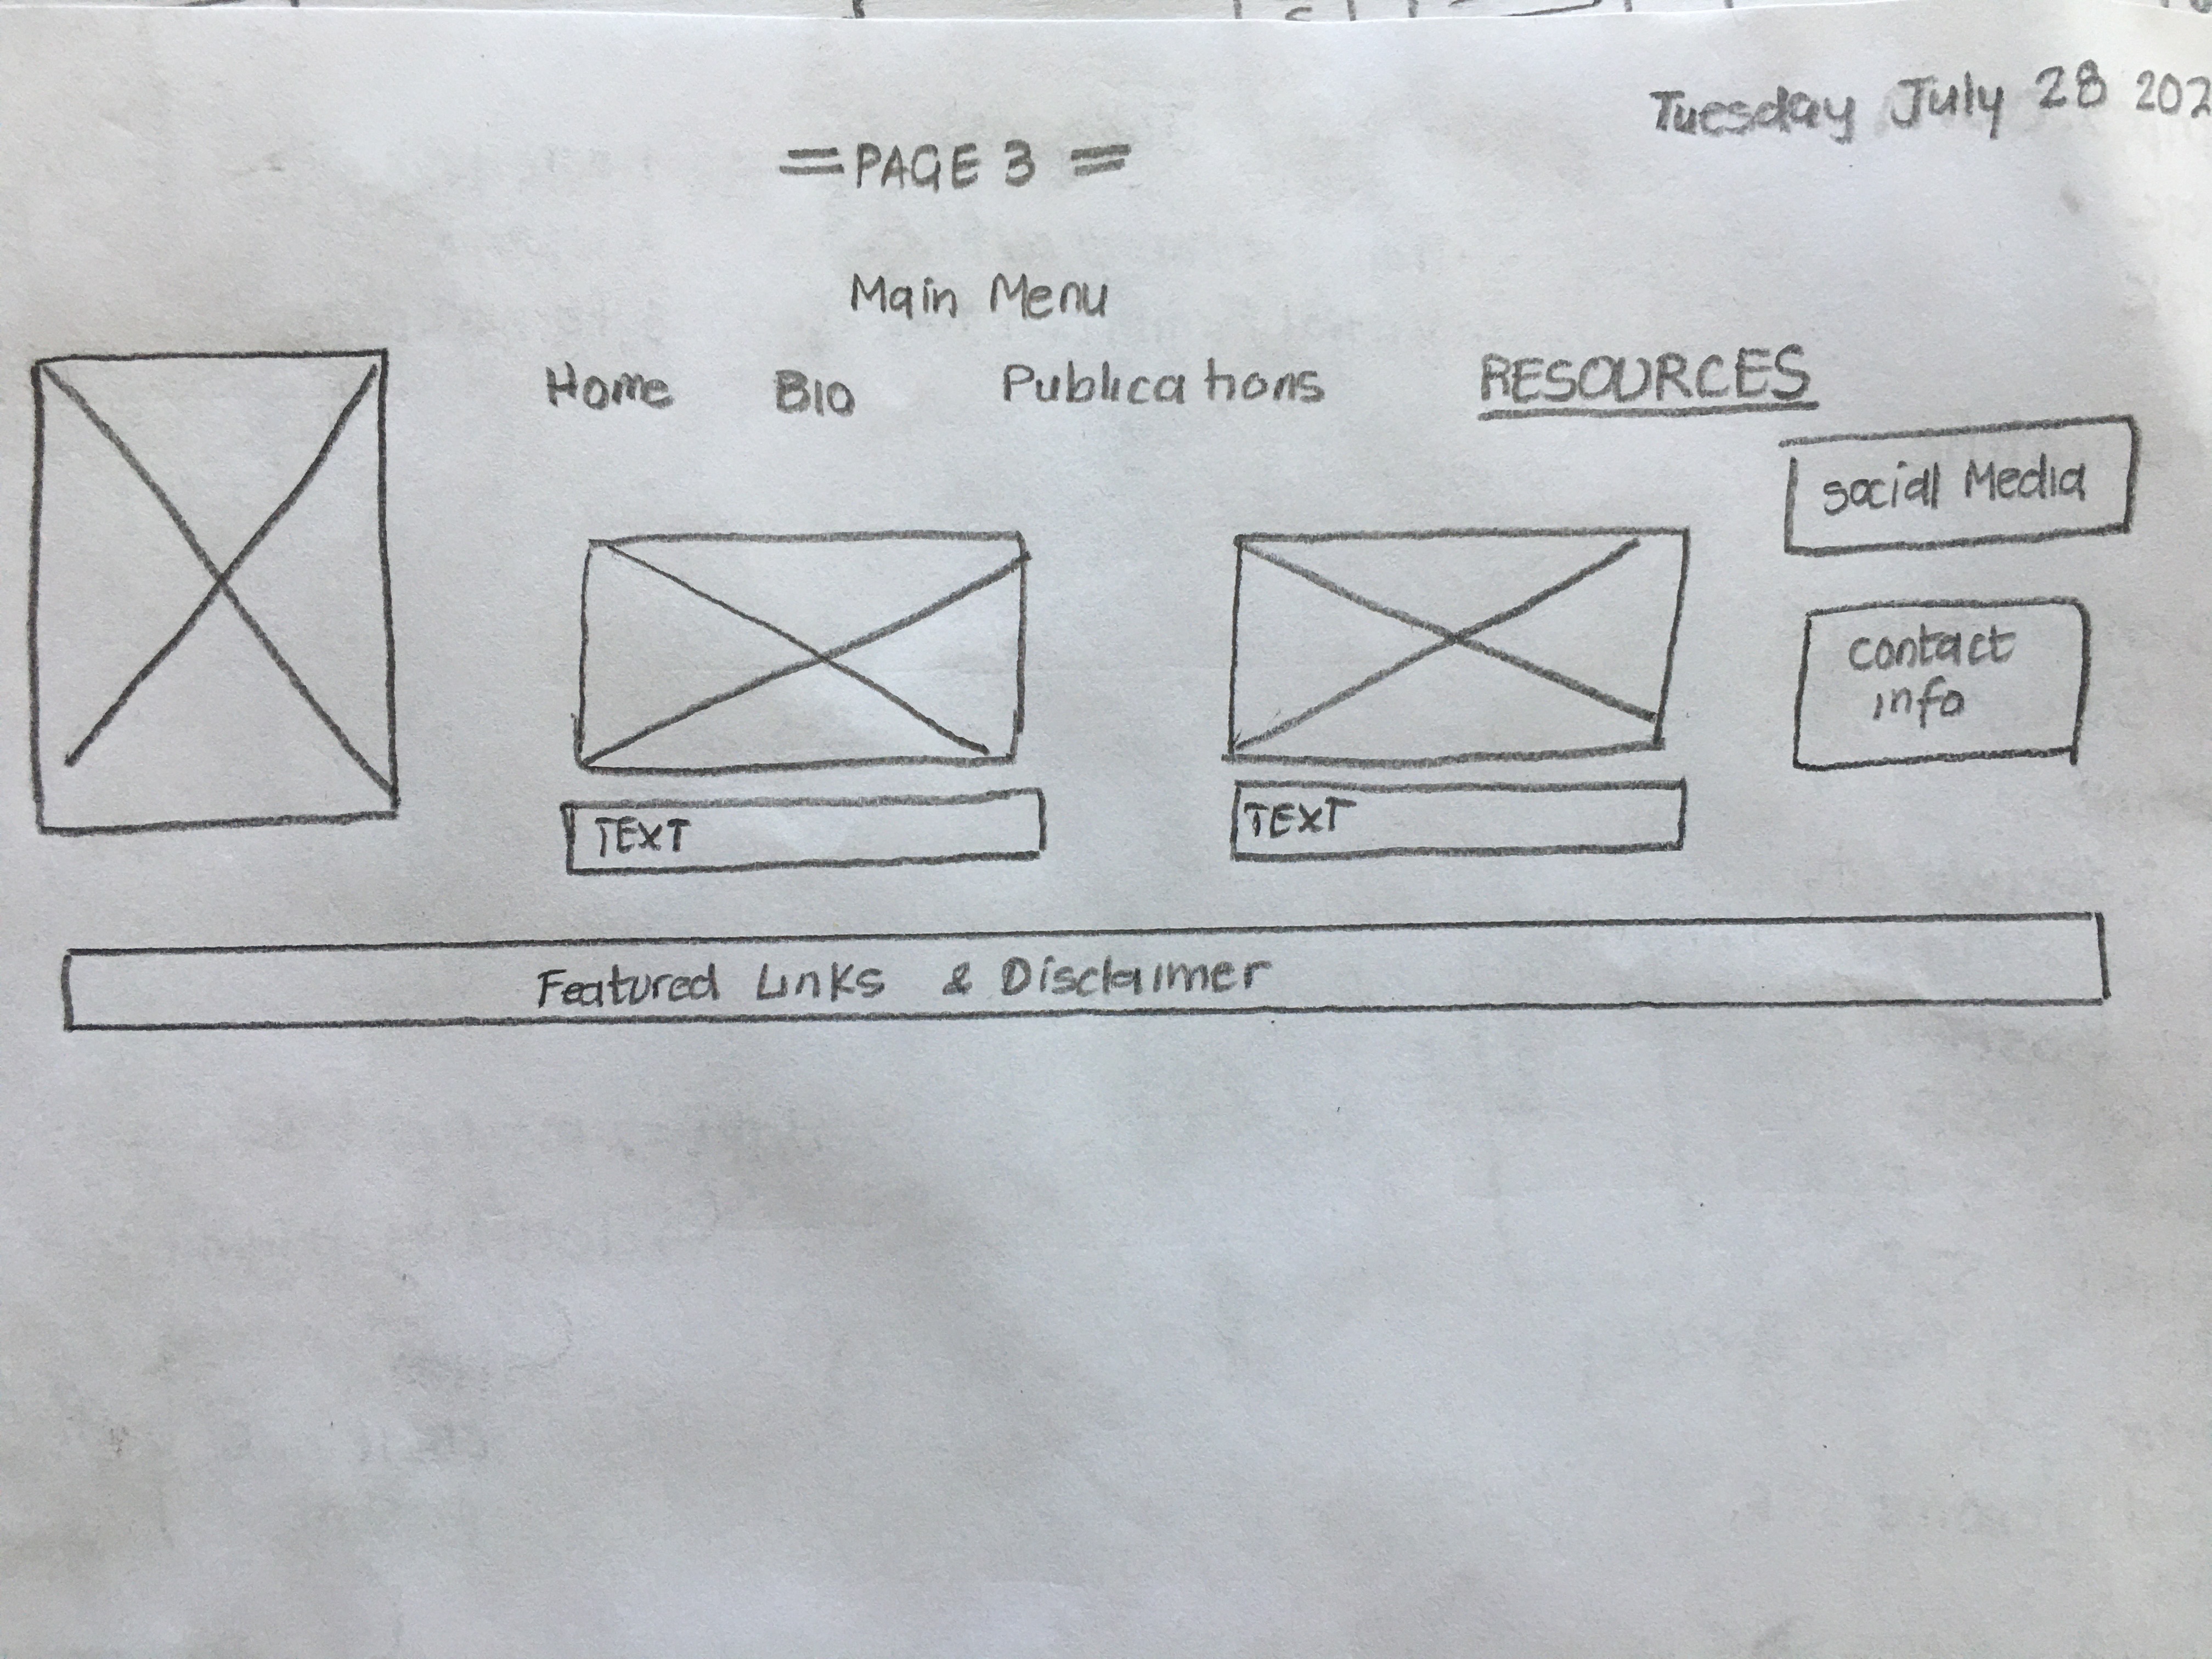 Tuesday July 28 202
= PAGE 3 =
Main Menu
Home Bio Publications RESOURCES
social Media
contact
info
TEXT TEXT
Featured Links & Disclaimer